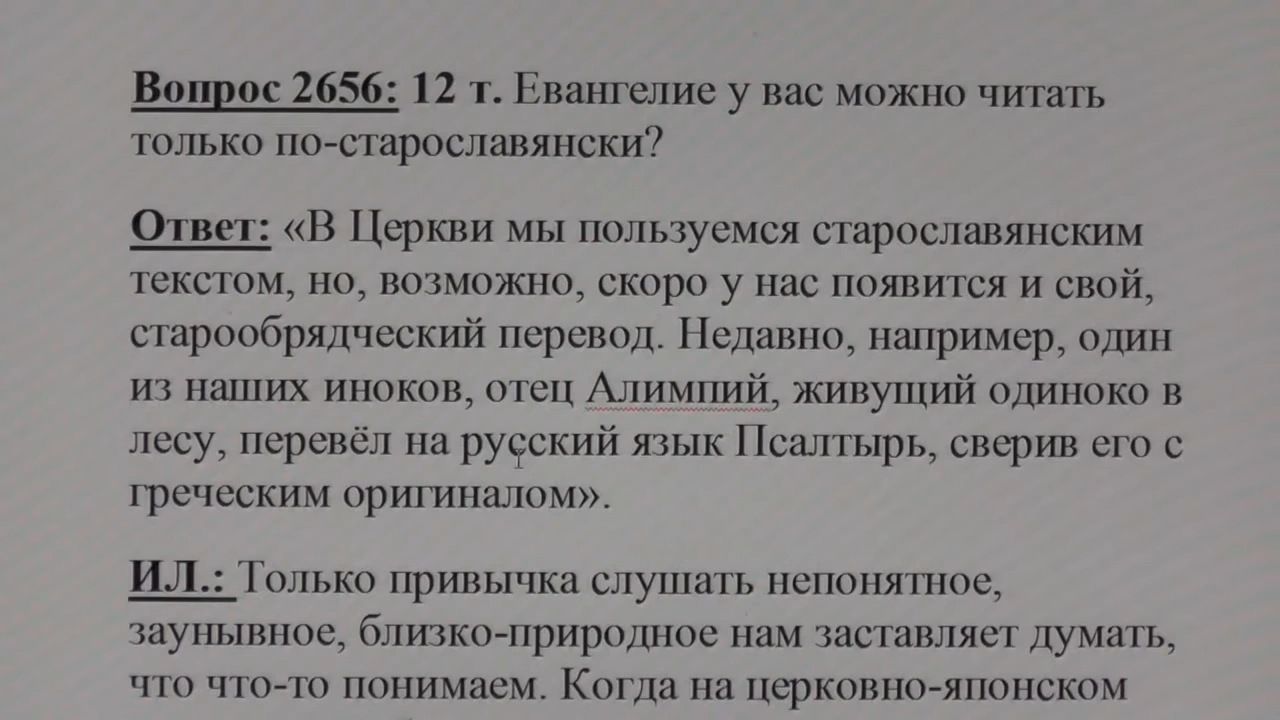 Вопрос 2656: 12 т. Евангелие у вас можно читать
только по-старославянски?
Ответ: «В Церкви мы пользуемся старославянским
текстом, но, возможно, скоро у нас появится и свой,
старообрядческий перевод. Недавно, например, один
из наших иноков, отец Алимпий, живущий одиноко в
лесу, перевёл на русский язык Псалтырь, сверив его с
греческим оригиналом».
ИЛ.: Только привычка слушать непонятное,
заунывное, близко-природное нам заставляет думать,
что что-то понимаем. Когда на церковно-японском